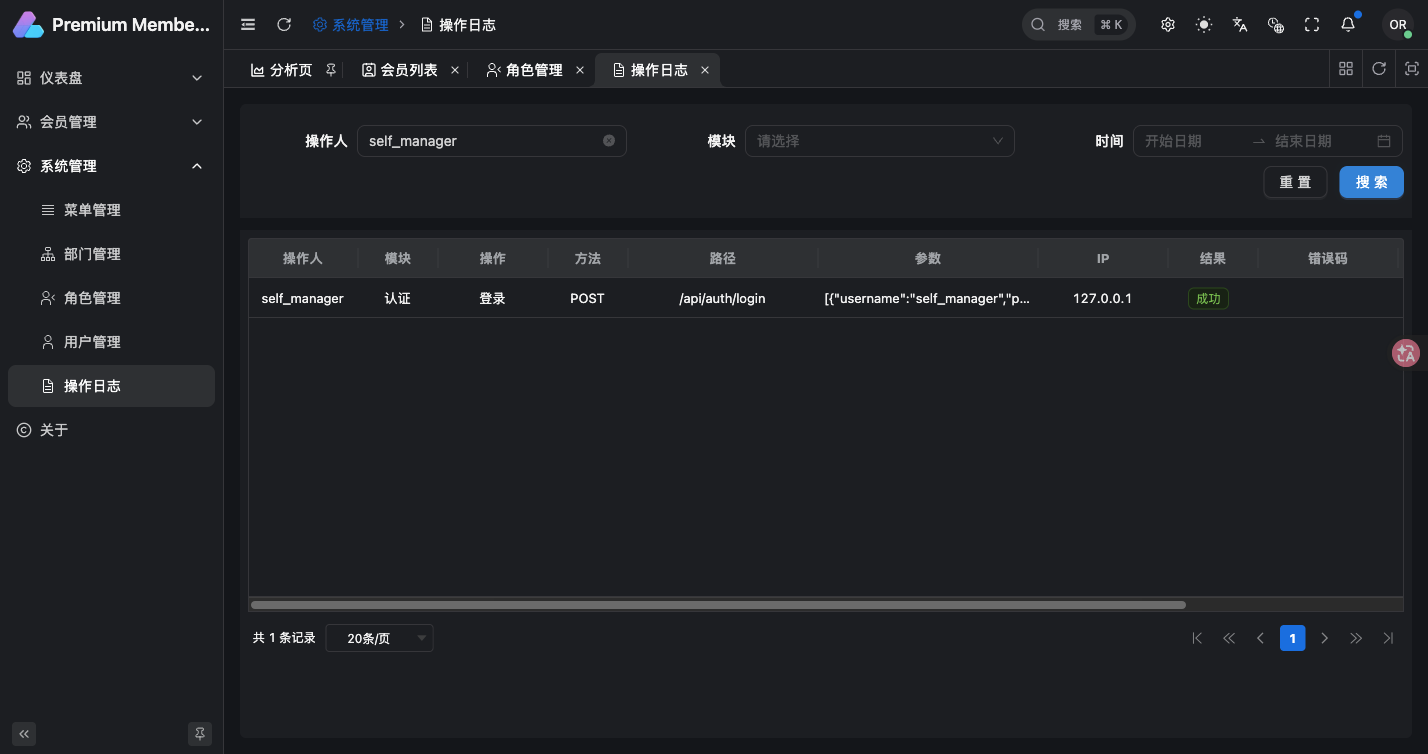 Premium Membe...
系统管理
操作日志
搜索
⌘ K
OR
仪表盘
会员管理
系统管理
菜单管理
部门管理
角色管理
用户管理
操作日志
关于
分析页
会员列表
角色管理
操作日志
操作人 self_manager
模块 请选择
时间 开始日期 结束日期
重 置 搜 索
操作人 模块 操作 方法 路径 参数 IP 结果 错误码
self_manager 认证 登录 POST /api/auth/login [{"username":"self_manager","p... 127.0.0.1 成功
共 1 条记录 20条/页 1